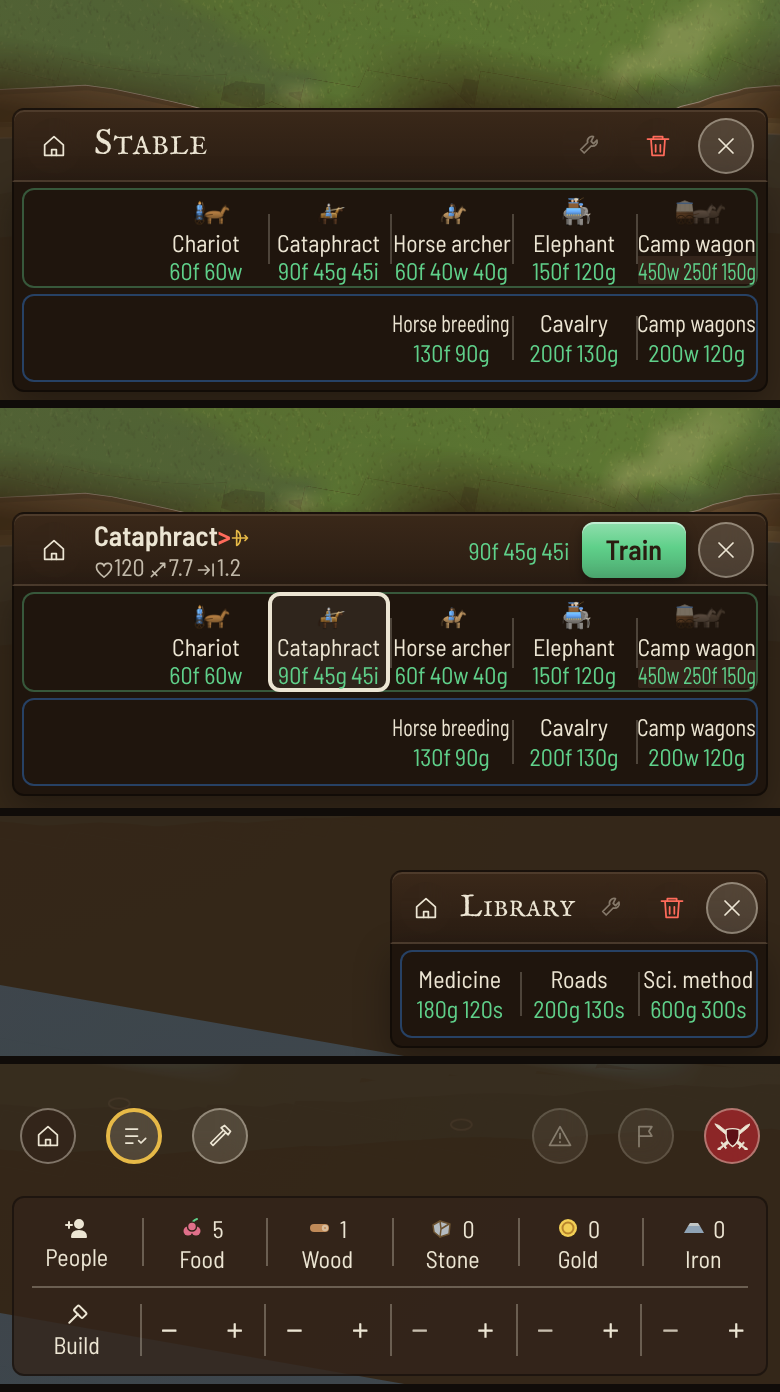 Stable
Chariot Cataphract Horse archer Elephant Camp wagon
60f 60w 90f 45g 45i 60f 40w 40g 150f 120g 450w 250f 150g
Horse breeding Cavalry Camp wagons
130f 90g 200f 130g 200w 120g
Cataphract>
120 7.7 1.2
90f 45g 45i Train
Chariot Cataphract Horse archer Elephant Camp wagon
60f 60w 90f 45g 45i 60f 40w 40g 150f 120g 450w 250f 150g
Horse breeding Cavalry Camp wagons
130f 90g 200f 130g 200w 120g
Library
Medicine Roads Sci. method
180g 120s 200g 130s 600g 300s
5 1 0 0 0
People Food Wood Stone Gold Iron
− + − + − + − + − +
Build